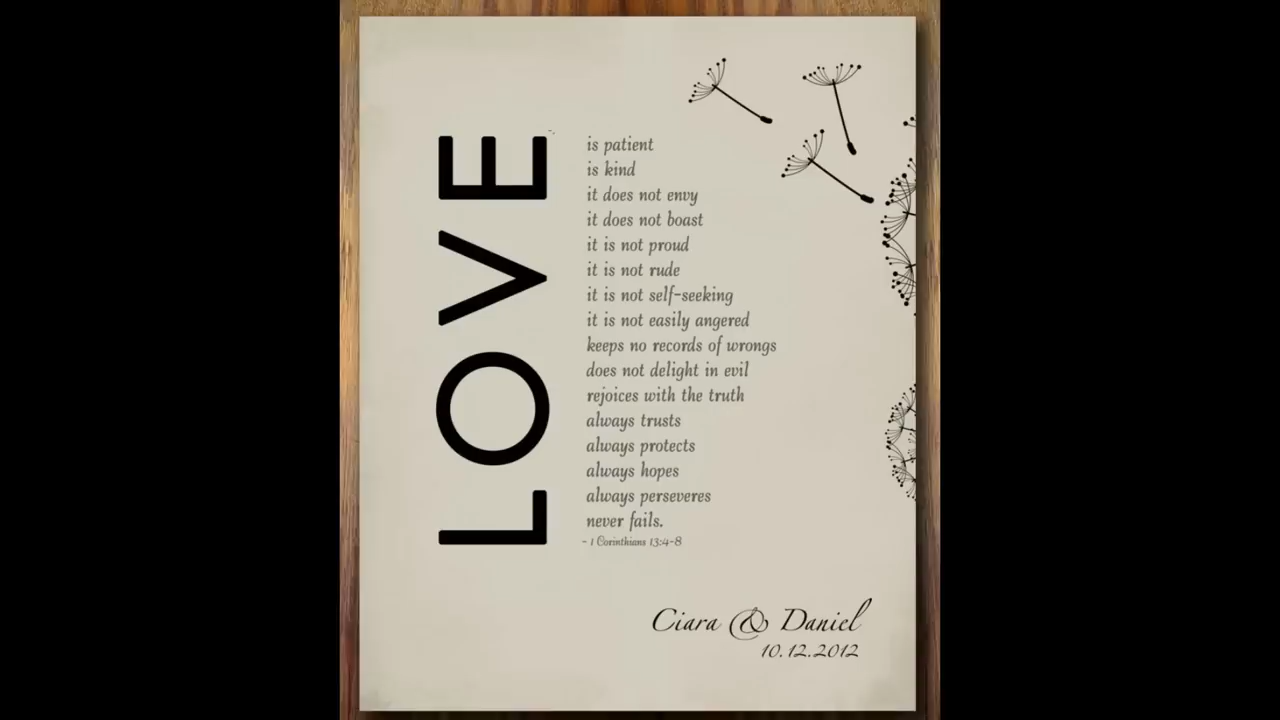 LOVE
is patient
is kind
it does not envy
it does not boast
it is not proud
it is not rude
it is not self-seeking
it is not easily angered
keeps no records of wrongs
does not delight in evil
rejoices with the truth
always trusts
always protects
always hopes
always perseveres
never fails.
- 1 Corinthians 13:4-8
Ciara & Daniel
10.12.2012